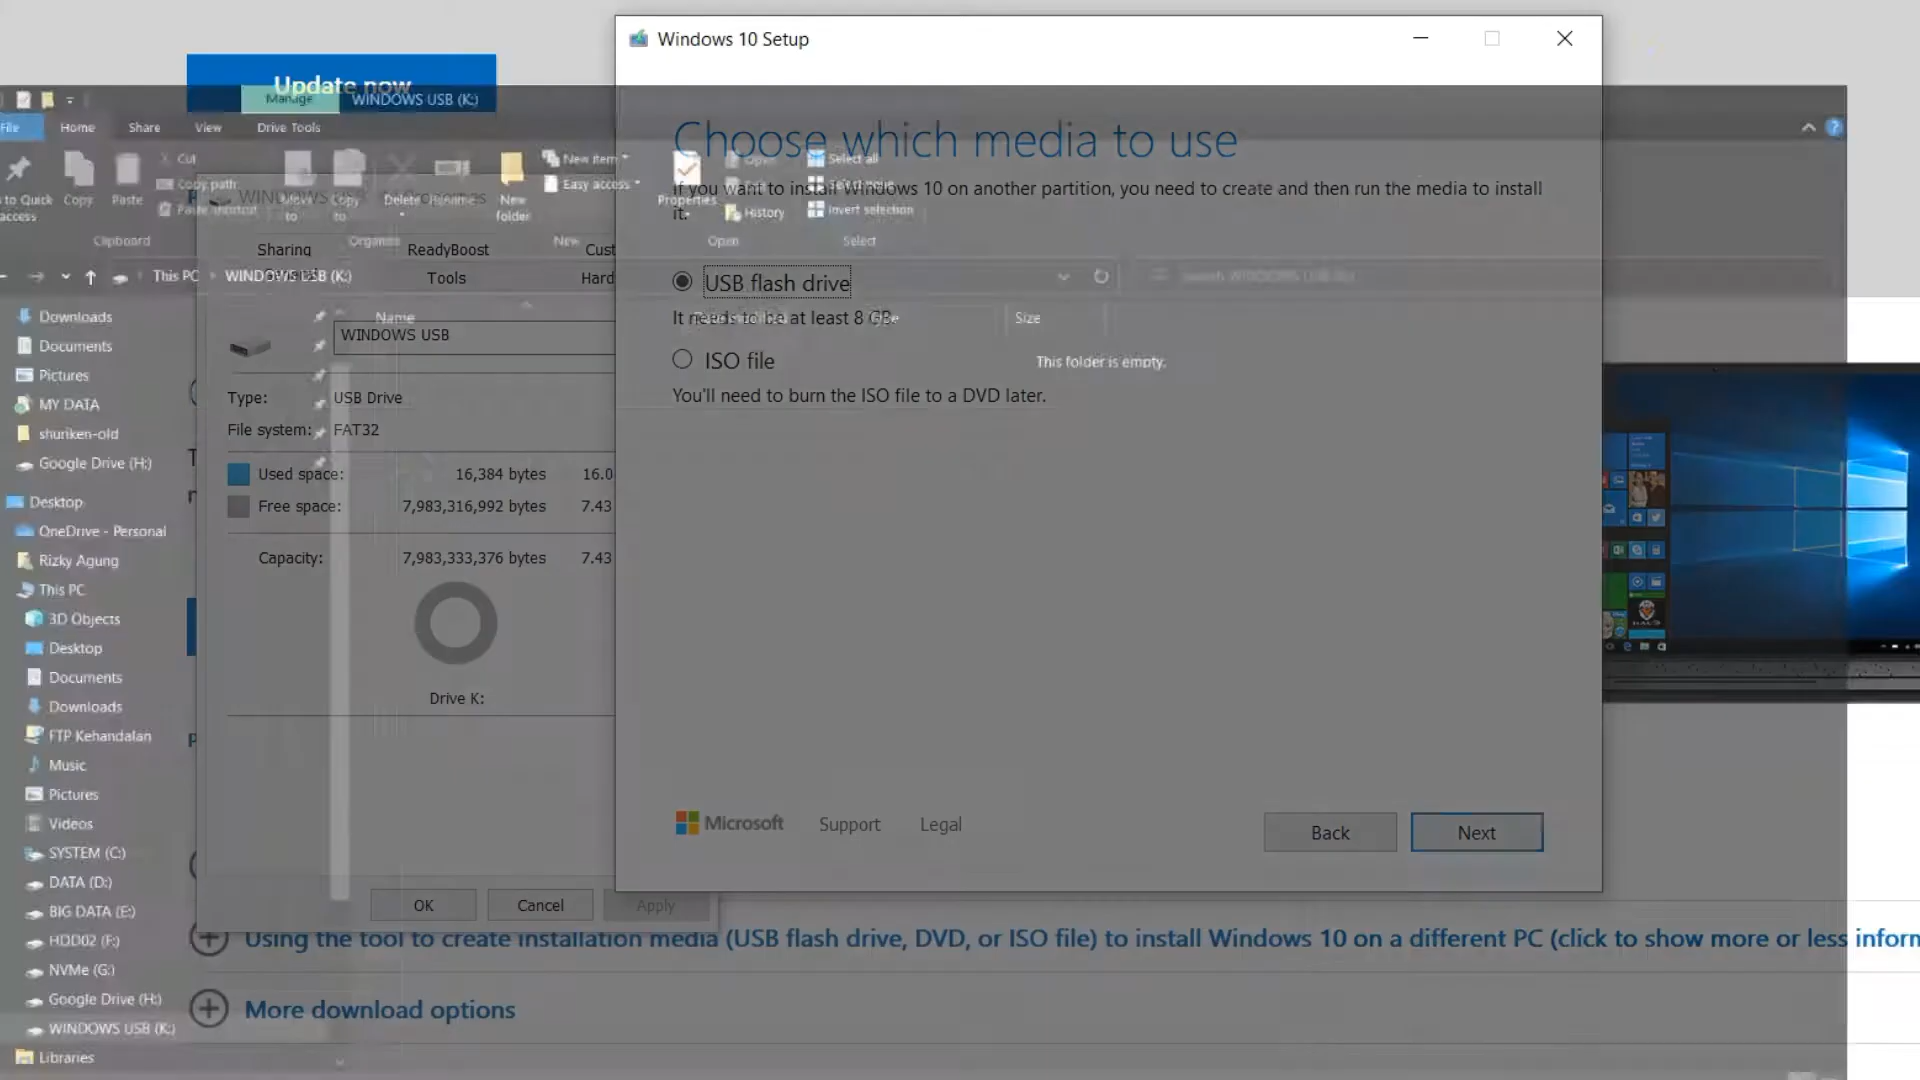 Windows 10 Setup
Update now
Manage
WINDOWS USB (K:)
File
Home
Share
View
Drive Tools
Choose which media to use
If you want to install Windows 10 on another partition, you need to create and then run the media to install
it.
Cut
Copy path
Paste shortcut
to Quick
access
Copy
Paste
Move
to
Copy
to
Delete
Rename
New
folder
New item
Easy access
Properties
Open
History
Select all
Select none
Invert selection
Clipboard
Organize
New
Open
Select
Sharing
ReadyBoost
Cust
Tools
Hard
This PC
WINDOWS USB (K:)
Search WINDOWS USB (K:)
USB flash drive
It needs to be at least 8 GB.
Name
Size
WINDOWS USB
ISO file
This folder is empty.
You'll need to burn the ISO file to a DVD later.
Type:
USB Drive
File system:
FAT32
Used space:
16,384 bytes
16.0
Free space:
7,983,316,992 bytes
7.43
Capacity:
7,983,333,376 bytes
7.43
Drive K:
Downloads
Documents
Pictures
MY DATA
shuriken-old
Google Drive (H:)
Desktop
OneDrive - Personal
Rizky Agung
This PC
3D Objects
Desktop
Documents
Downloads
FTP Kehandalan
Music
Pictures
Videos
SYSTEM (C:)
DATA (D:)
BIG DATA (E:)
HDD02 (F:)
NVMe (G:)
Google Drive (H:)
WINDOWS USB (K:)
Libraries
Microsoft
Support
Legal
Back
Next
OK
Cancel
Apply
Using the tool to create installation media (USB flash drive, DVD, or ISO file) to install Windows 10 on a different PC (click to show more or less inform
More download options